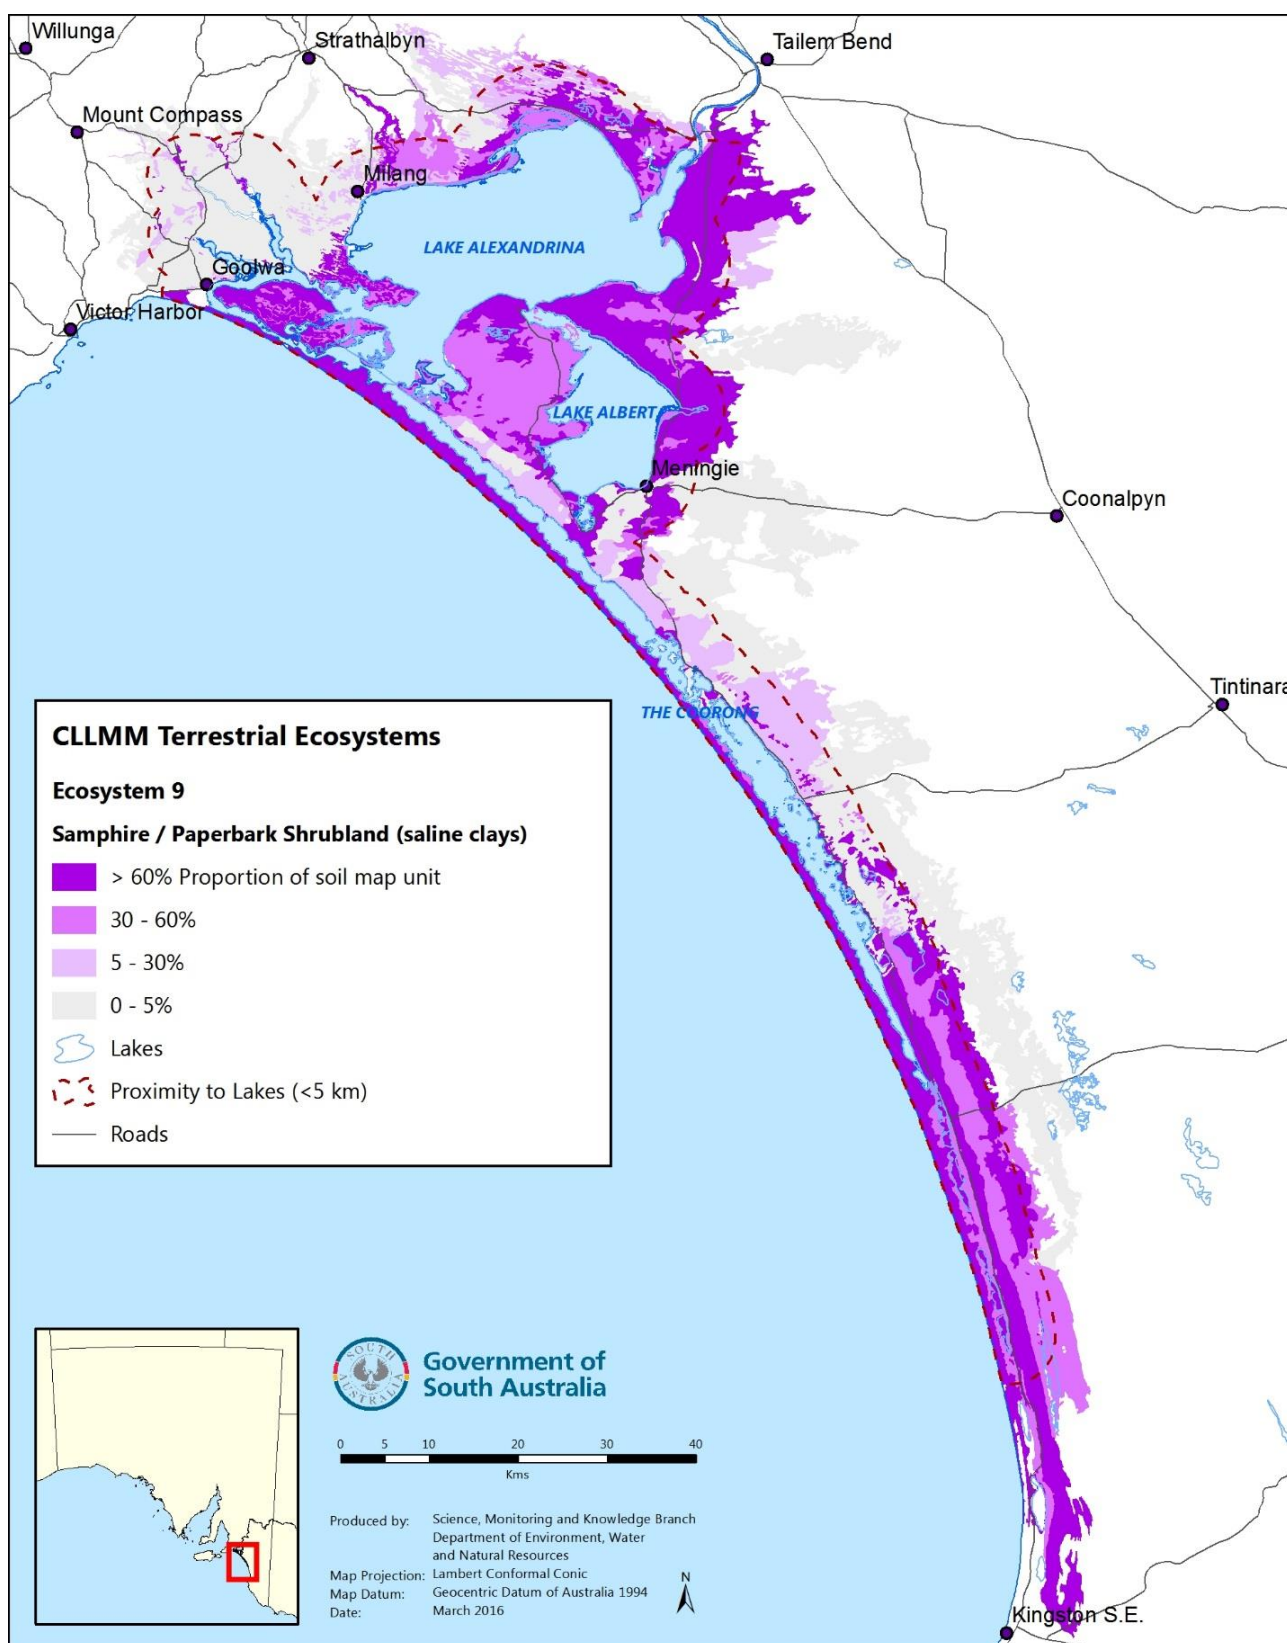 Willunga
Strathalbyn
Tailem Bend
Mount Compass
Milang
LAKE ALEXANDRINA
Goolwa
Victor Harbor
LAKE ALBERT
Meningie
Coonalpyn
Tintinara
THE COORONG
CLLMM Terrestrial Ecosystems
Ecosystem 9
Samphire / Paperbark Shrubland (saline clays)
> 60% Proportion of soil map unit
30 - 60%
5 - 30%
0 - 5%
Lakes
Proximity to Lakes (<5 km)
Roads
SOUTH
AUSTRALIA
Government of
South Australia
0 5 10 20 30 40
Kms
Produced by: Science, Monitoring and Knowledge Branch
Department of Environment, Water
and Natural Resources
Map Projection: Lambert Conformal Conic
Map Datum: Geocentric Datum of Australia 1994
Date: March 2016
N
Kingston S.E.